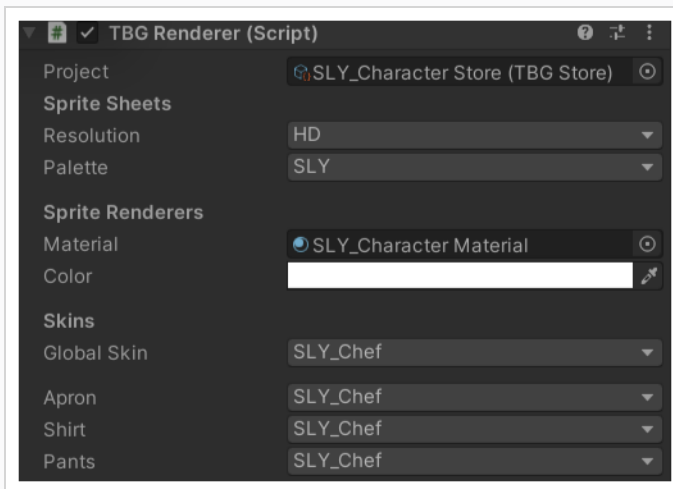 TBG Renderer (Script)
Project SLY_Character Store (TBG Store)
Sprite Sheets
Resolution HD
Palette SLY
Sprite Renderers
Material SLY_Character Material
Color
Skins
Global Skin SLY_Chef
Apron SLY_Chef
Shirt SLY_Chef
Pants SLY_Chef